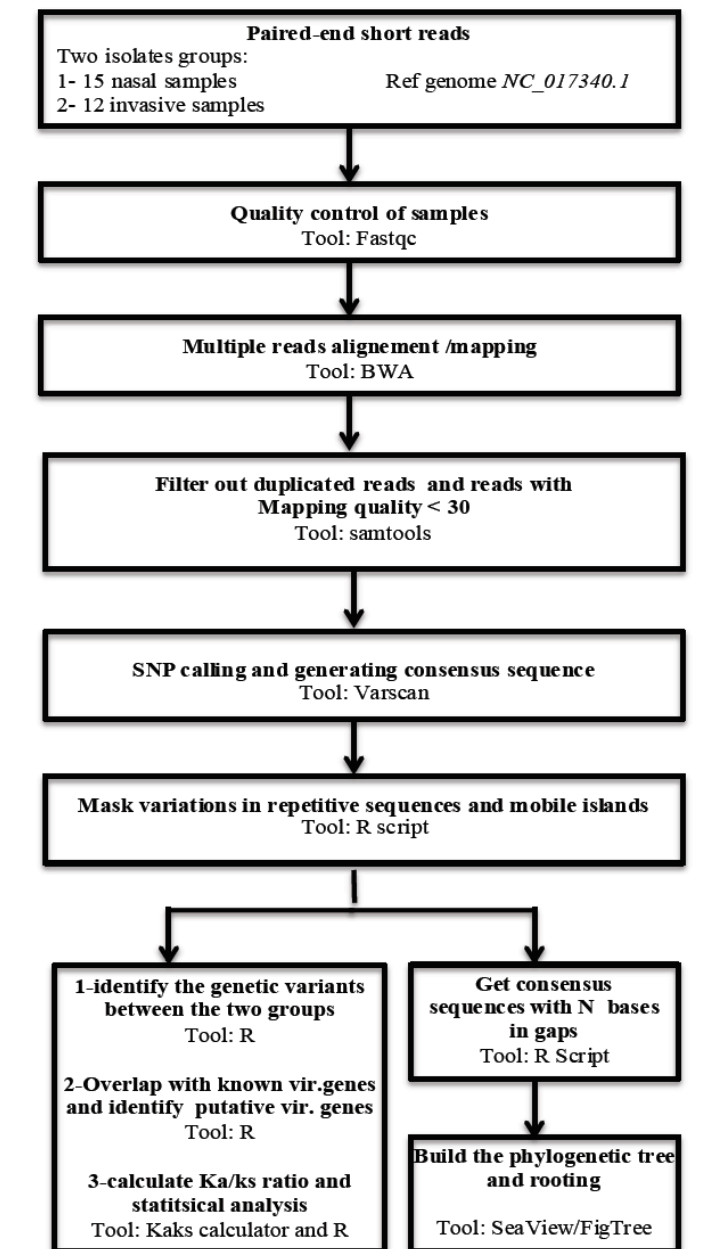 Paired-end short reads
Two isolates groups:
1- 15 nasal samples Ref genome NC_017340.1
2- 12 invasive samples
Quality control of samples
Tool: Fastqc
Multiple reads alignement /mapping
Tool: BWA
Filter out duplicated reads and reads with
Mapping quality < 30
Tool: samtools
SNP calling and generating consensus sequence
Tool: Varscan
Mask variations in repetitive sequences and mobile islands
Tool: R script
1-identify the genetic variants
between the two groups
Tool: R
2-Overlap with known vir.genes
and identify putative vir. genes
Tool: R
3-calculate Ka/ks ratio and
statitsical analysis
Tool: Kaks calculator and R
Get consensus
sequences with N bases
in gaps
Tool: R Script
Build the phylogenetic tree
and rooting
Tool: SeaView/FigTree